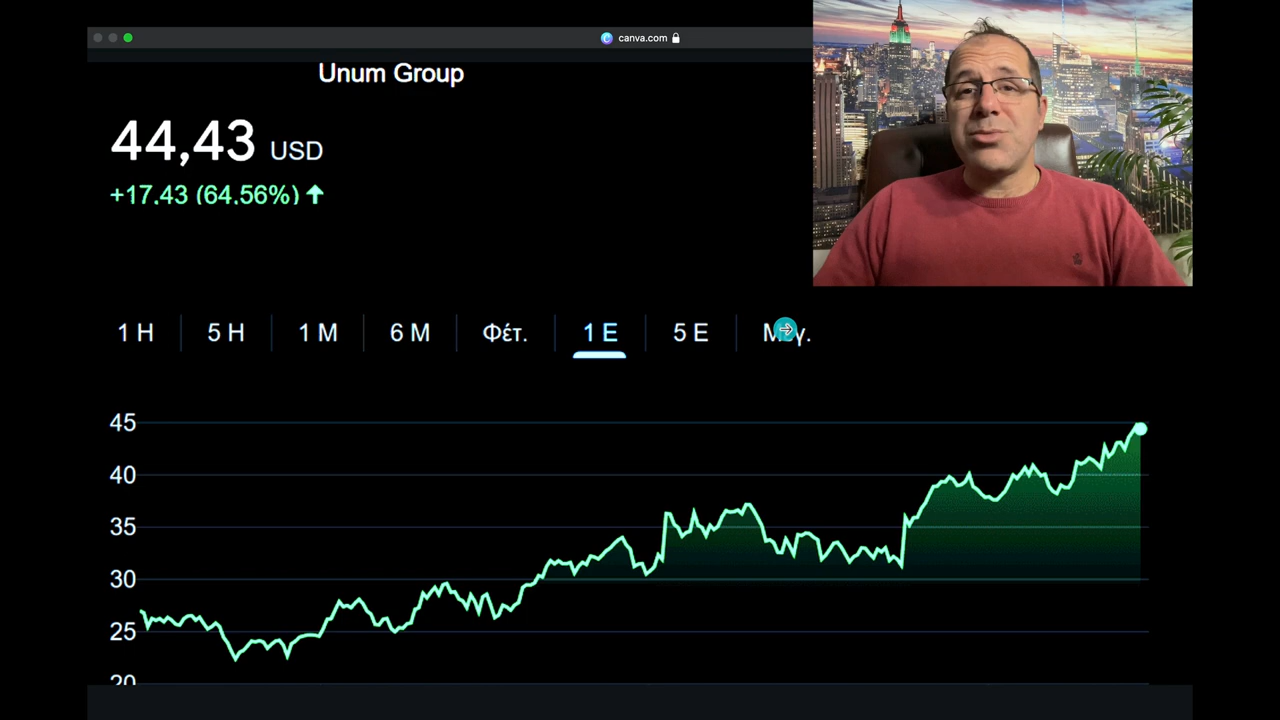 canva.com
Unum Group
44,43 USD
+17.43 (64.56%)
1 H 5 H 1 M 6 M Φέτ. 1 E 5 E
45
40
35
30
25
20